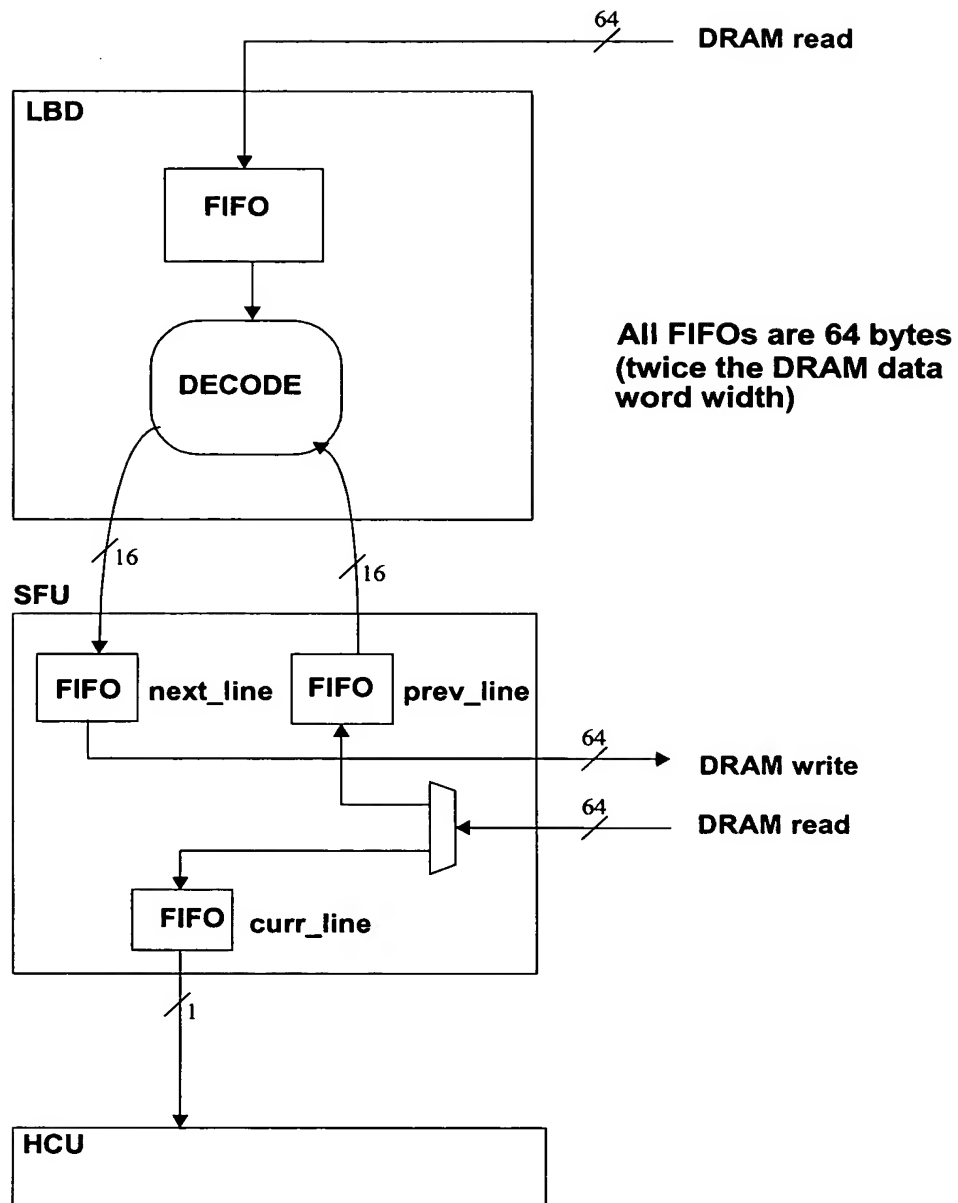 64
DRAM read
LBD
FIFO
DECODE
All FIFOs are 64 bytes
(twice the DRAM data
word width)
16
16
SFU
FIFO next_line
FIFO prev_line
64
DRAM write
64
DRAM read
FIFO curr_line
1
HCU